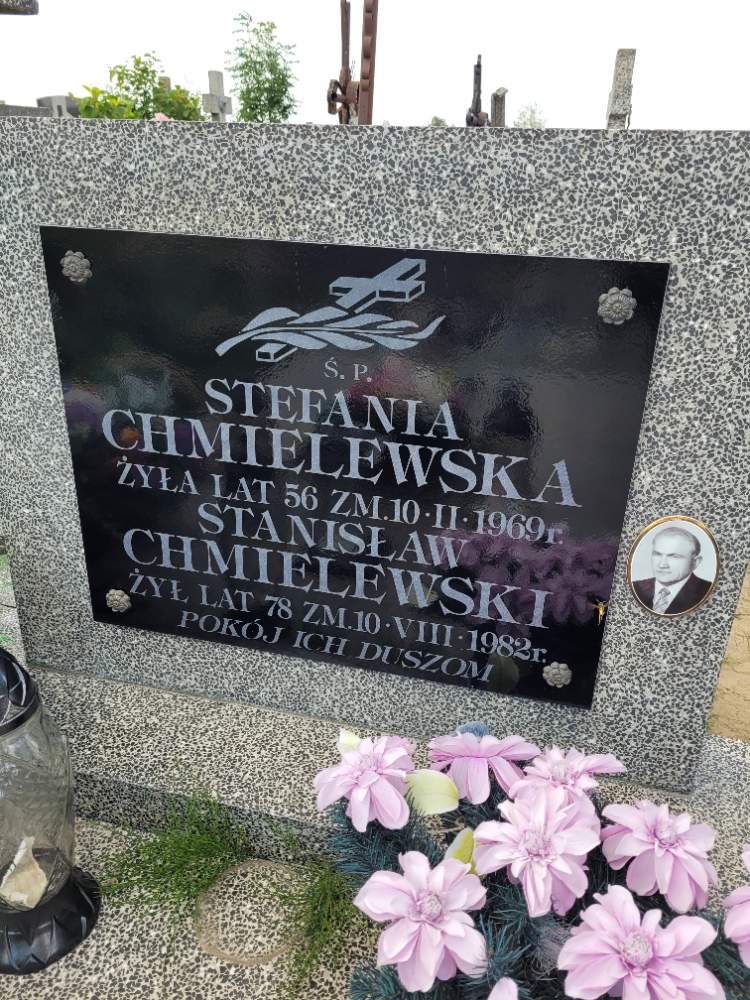 Ś. P.
STEFANIA
CHMIELEWSKA
ŻYŁA LAT 56 ZM.10·II·1969r.
STANISŁAW
CHMIELEWSKI
ŻYŁ LAT 78 ZM.10·VIII·1982r.
POKÓJ ICH DUSZOM